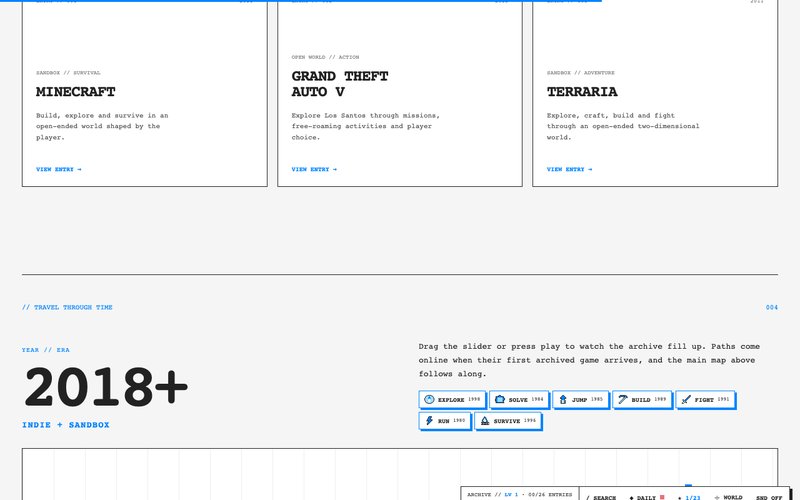 SANDBOX // SURVIVAL
MINECRAFT
Build, explore and survive in an
open-ended world shaped by the
player.
VIEW ENTRY →
OPEN WORLD // ACTION
GRAND THEFT
AUTO V
Explore Los Santos through missions,
free-roaming activities and player
choice.
VIEW ENTRY →
SANDBOX // ADVENTURE
TERRARIA
Explore, craft, build and fight
through an open-ended two-dimensional
world.
VIEW ENTRY →
// TRAVEL THROUGH TIME
004
YEAR // ERA
2018+
INDIE + SANDBOX
Drag the slider or press play to watch the archive fill up. Paths come
online when their first archived game arrives, and the main map above
follows along.
EXPLORE 1998
SOLVE 1984
JUMP 1985
BUILD 1989
FIGHT 1991
RUN 1980
SURVIVE 1996
ARCHIVE // LV 1 · 00/26 ENTRIES
/ SEARCH
◆ DAILY
★ 1/23
WORLD
SND OFF